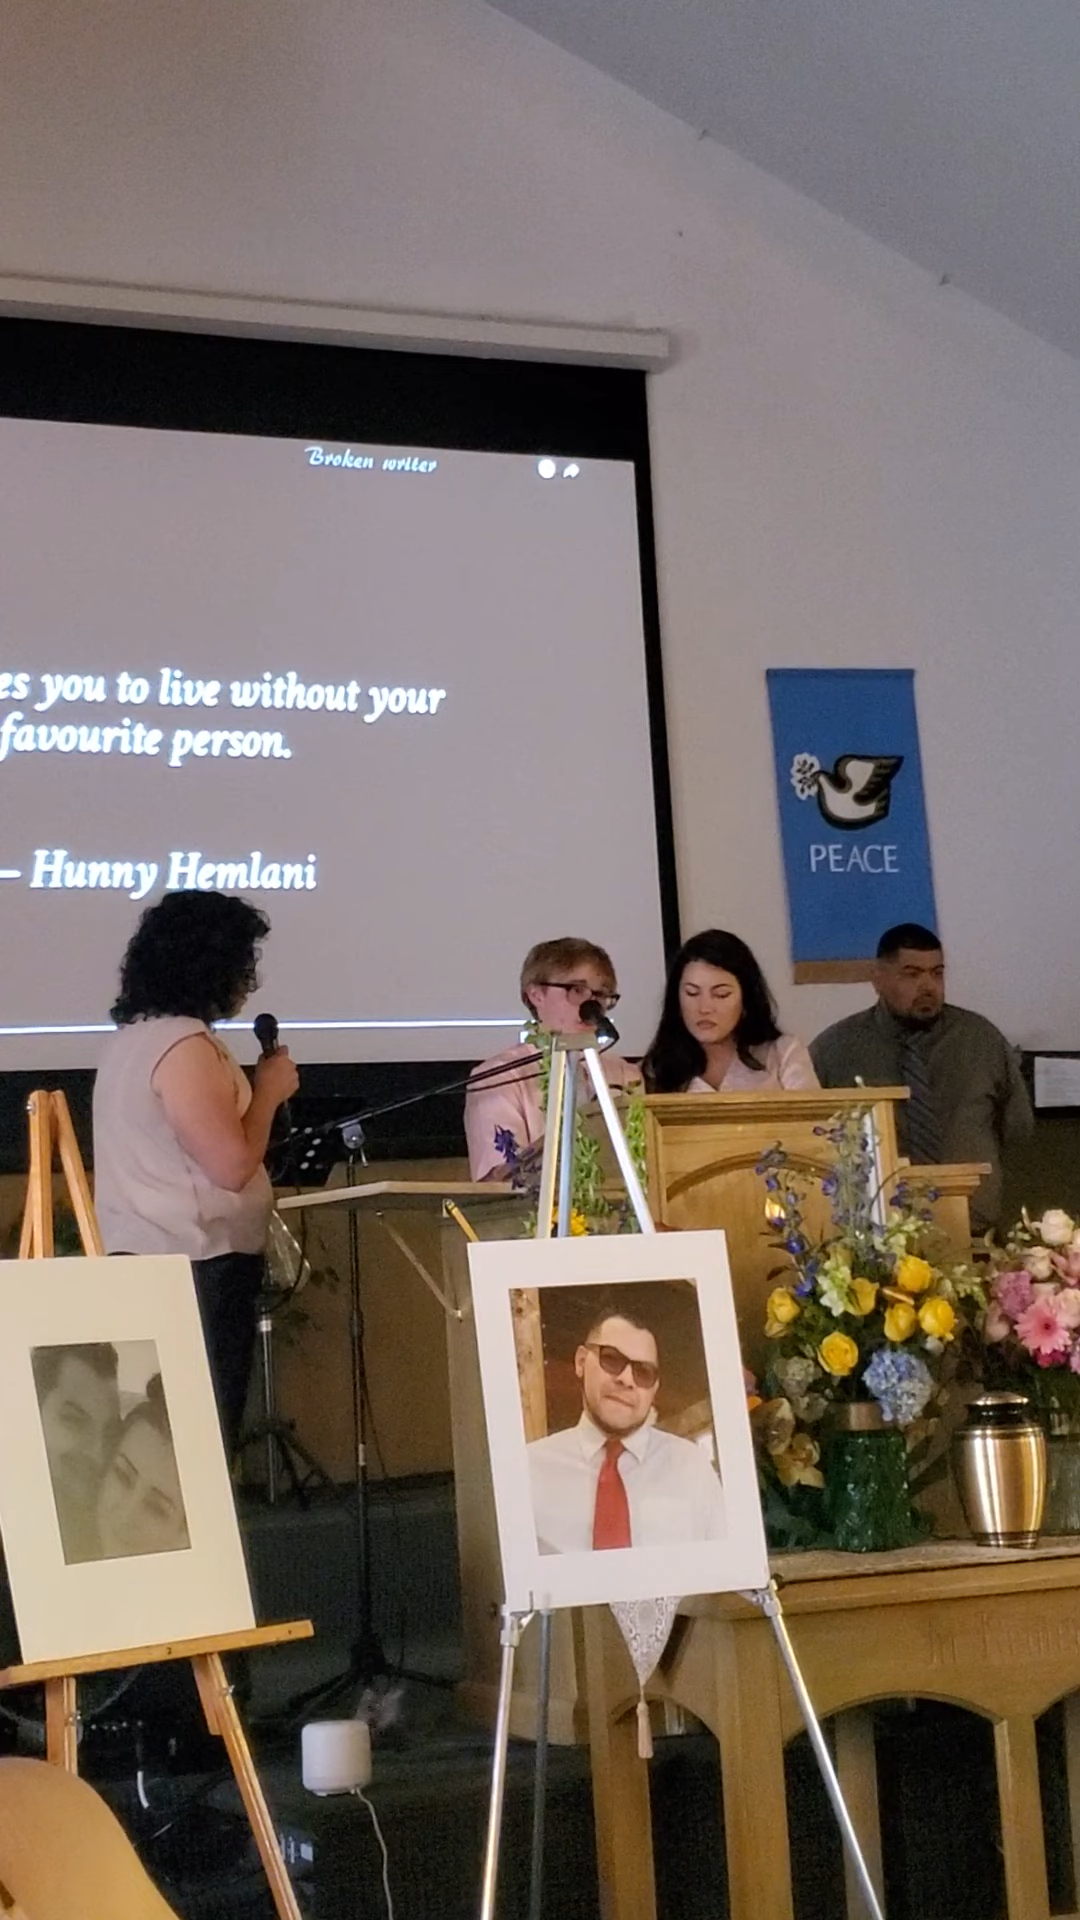 Broken writer
es you to live without your
favourite person.
– Hunny Hemlani
PEACE